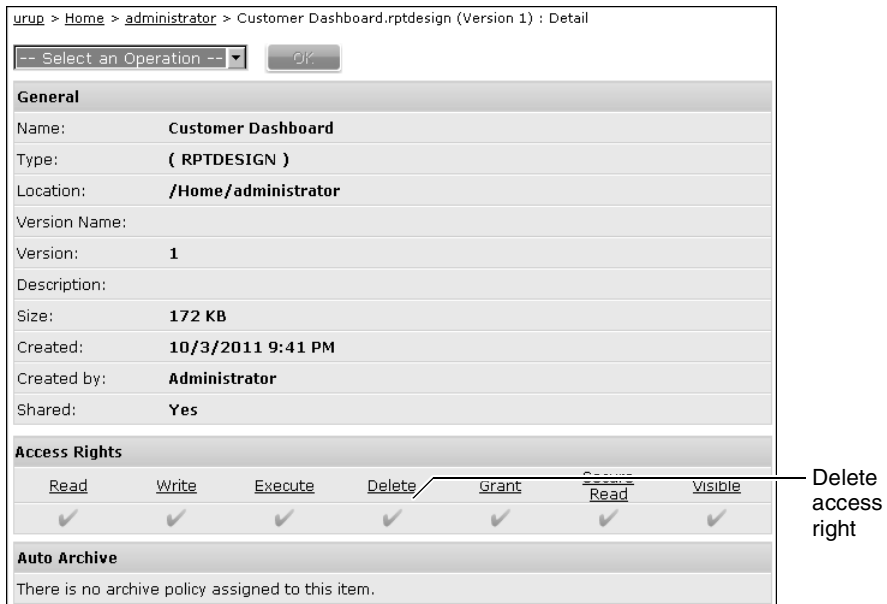 urup > Home > administrator > Customer Dashboard.rptdesign (Version 1) : Detail
-- Select an Operation -- OK
General
Name: Customer Dashboard
Type: ( RPTDESIGN )
Location: /Home/administrator
Version Name:
Version: 1
Description:
Size: 172 KB
Created: 10/3/2011 9:41 PM
Created by: Administrator
Shared: Yes
Access Rights
Read Write Execute Delete Grant Secure Read Visible
Delete
access
right
Auto Archive
There is no archive policy assigned to this item.